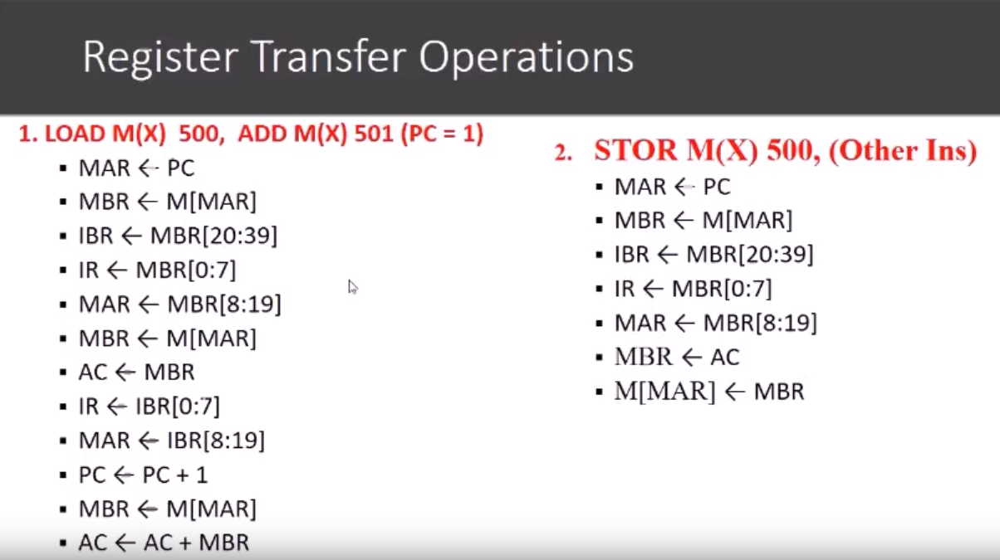 Register Transfer Operations
1. LOAD M(X) 500, ADD M(X) 501 (PC = 1)
▪ MAR ← PC
▪ MBR ← M[MAR]
▪ IBR ← MBR[20:39]
▪ IR ← MBR[0:7]
▪ MAR ← MBR[8:19]
▪ MBR ← M[MAR]
▪ AC ← MBR
▪ IR ← IBR[0:7]
▪ MAR ← IBR[8:19]
▪ PC ← PC + 1
▪ MBR ← M[MAR]
▪ AC ← AC + MBR
2. STOR M(X) 500, (Other Ins)
▪ MAR ← PC
▪ MBR ← M[MAR]
▪ IBR ← MBR[20:39]
▪ IR ← MBR[0:7]
▪ MAR ← MBR[8:19]
▪ MBR ← AC
▪ M[MAR] ← MBR